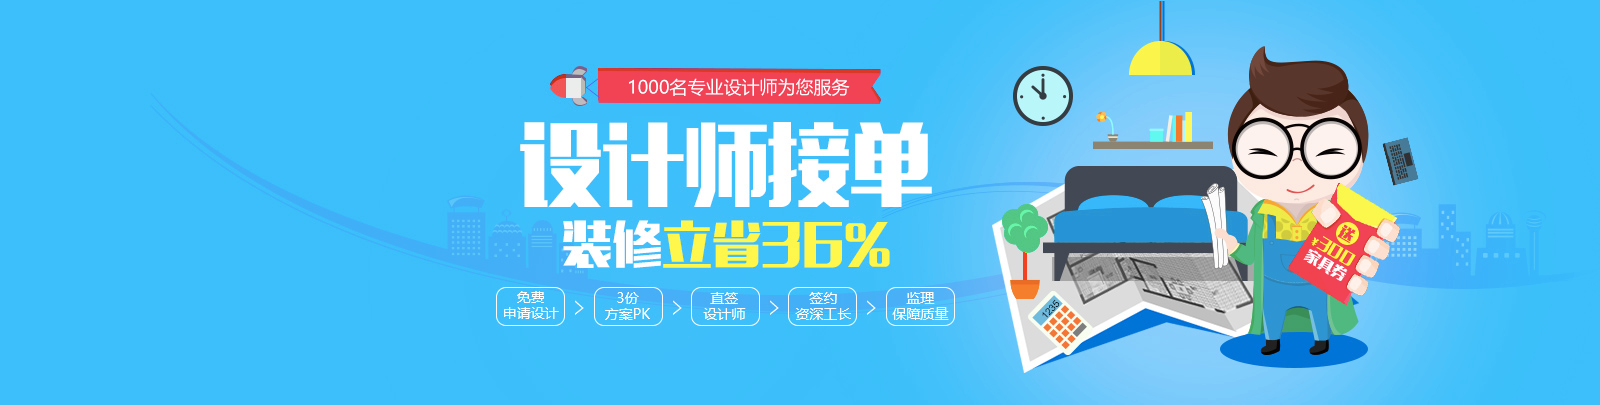 1000名专业设计师为您服务
设计师接单
装修立省36%
免费
申请设计
3份
方案PK
直签
设计师
签约
资深工长
监理
保障质量
送
¥300
家具券
1235